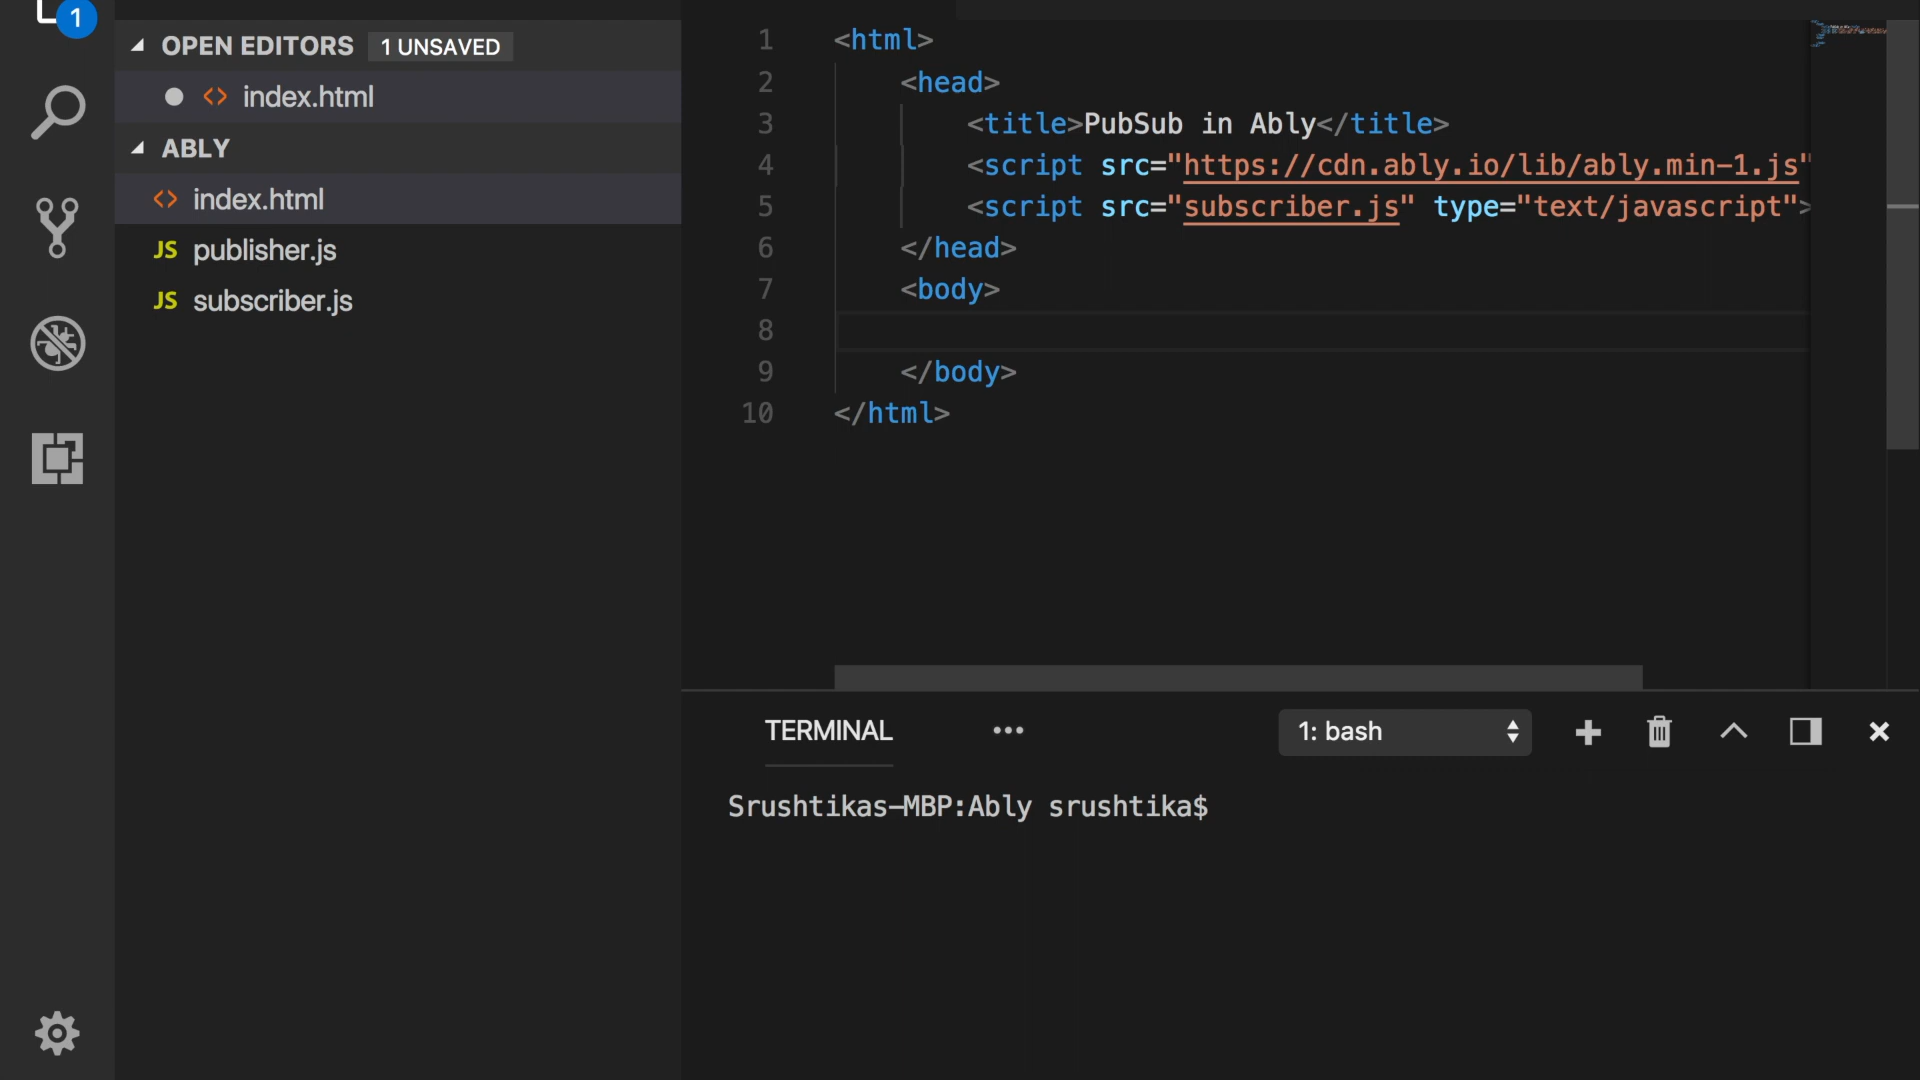 1
OPEN EDITORS 1 UNSAVED
<> index.html
ABLY
<> index.html
JS publisher.js
JS subscriber.js
1 <html>
2 <head>
3 <title>PubSub in Ably</title>
4 <script src="https://cdn.ably.io/lib/ably.min-1.js"
5 <script src="subscriber.js" type="text/javascript">
6 </head>
7 <body>
8
9 </body>
10 </html>
TERMINAL ••• 1: bash
Srushtikas-MBP:Ably srushtika$